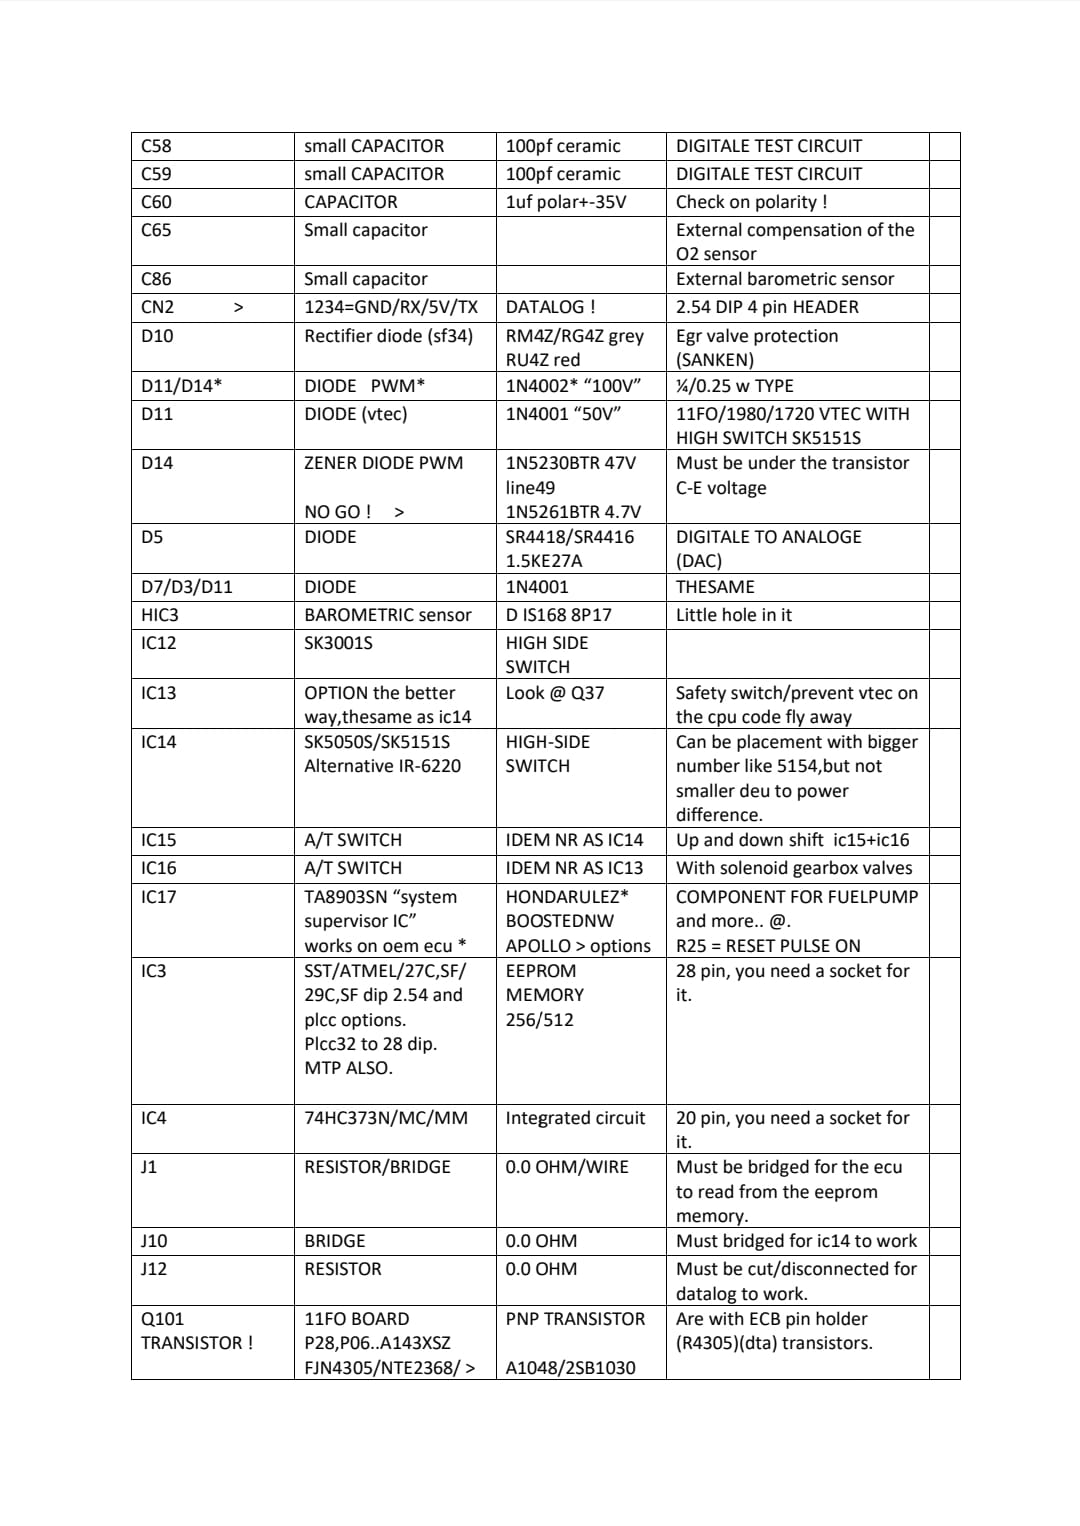 C58 small CAPACITOR 100pf ceramic DIGITALE TEST CIRCUIT
C59 small CAPACITOR 100pf ceramic DIGITALE TEST CIRCUIT
C60 CAPACITOR 1uf polar+-35V Check on polarity !
C65 Small capacitor External compensation of the
O2 sensor
C86 Small capacitor External barometric sensor
CN2 > 1234=GND/RX/5V/TX DATALOG ! 2.54 DIP 4 pin HEADER
D10 Rectifier diode (sf34) RM4Z/RG4Z grey Egr valve protection
RU4Z red (SANKEN)
D11/D14* DIODE PWM* 1N4002* “100V” ¼/0.25 w TYPE
D11 DIODE (vtec) 1N4001 “50V” 11FO/1980/1720 VTEC WITH
HIGH SWITCH SK5151S
D14 ZENER DIODE PWM 1N5230BTR 47V Must be under the transistor
line49 C-E voltage
NO GO ! > 1N5261BTR 4.7V
D5 DIODE SR4418/SR4416 DIGITALE TO ANALOGE
1.5KE27A (DAC)
D7/D3/D11 DIODE 1N4001 THESAME
HIC3 BAROMETRIC sensor D IS168 8P17 Little hole in it
IC12 SK3001S HIGH SIDE
SWITCH
IC13 OPTION the better Look @ Q37 Safety switch/prevent vtec on
way,thesame as ic14 the cpu code fly away
IC14 SK5050S/SK5151S HIGH-SIDE Can be placement with bigger
Alternative IR-6220 SWITCH number like 5154,but not
smaller deu to power
difference.
IC15 A/T SWITCH IDEM NR AS IC14 Up and down shift ic15+ic16
IC16 A/T SWITCH IDEM NR AS IC13 With solenoid gearbox valves
IC17 TA8903SN “system HONDARULEZ* COMPONENT FOR FUELPUMP
supervisor IC” BOOSTEDNW and more.. @.
works on oem ecu * APOLLO > options R25 = RESET PULSE ON
IC3 SST/ATMEL/27C,SF/ EEPROM 28 pin, you need a socket for
29C,SF dip 2.54 and MEMORY it.
plcc options. 256/512
Plcc32 to 28 dip.
MTP ALSO.
IC4 74HC373N/MC/MM Integrated circuit 20 pin, you need a socket for
it.
J1 RESISTOR/BRIDGE 0.0 OHM/WIRE Must be bridged for the ecu
to read from the eeprom
memory.
J10 BRIDGE 0.0 OHM Must bridged for ic14 to work
J12 RESISTOR 0.0 OHM Must be cut/disconnected for
datalog to work.
Q101 11FO BOARD PNP TRANSISTOR Are with ECB pin holder
TRANSISTOR ! P28,P06..A143XSZ (R4305)(dta) transistors.
FJN4305/NTE2368/ > A1048/2SB1030